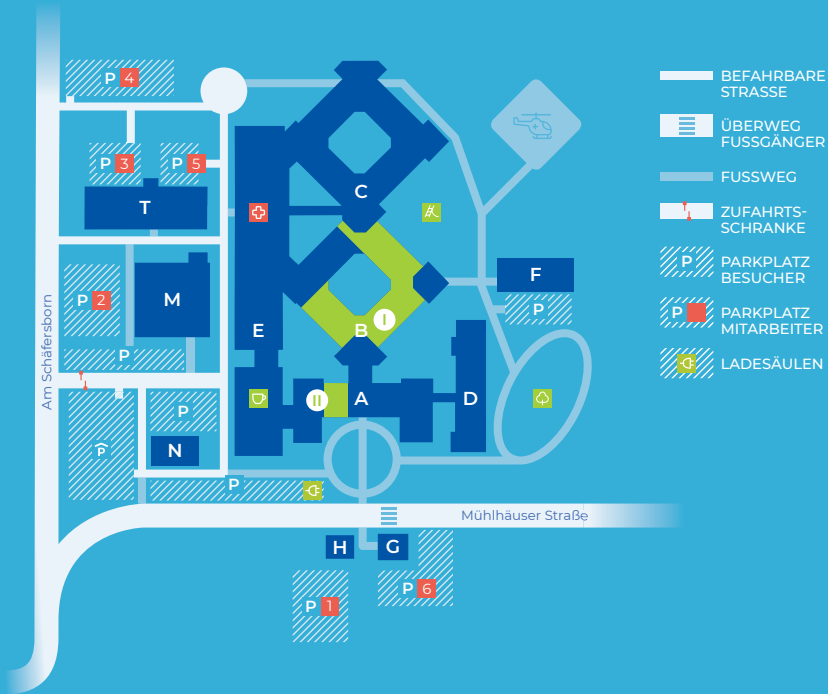 BEFAHRBARE
STRASSE
ÜBERWEG
FUSSGÄNGER
FUSSWEG
ZUFAHRTS-
SCHRANKE
P
PARKPLATZ
BESUCHER
P
PARKPLATZ
MITARBEITER
LADESÄULEN
P 4
P 3
P 5
T
C
M
P 2
F
P
E
B
I
P
Am Schäfersborn
II
A
D
P
N
P
P
Mühlhäuser Straße
H
G
P 6
P 1